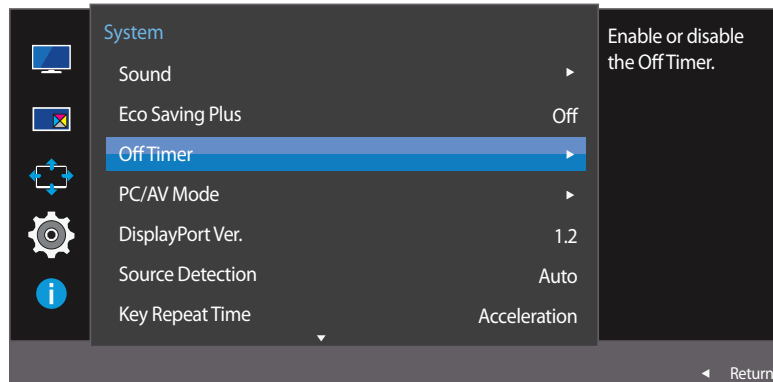 System
Sound
Eco Saving Plus Off
Off Timer
PC/AV Mode
DisplayPort Ver. 1.2
Source Detection Auto
Key Repeat Time Acceleration
Enable or disable
the Off Timer.
Return